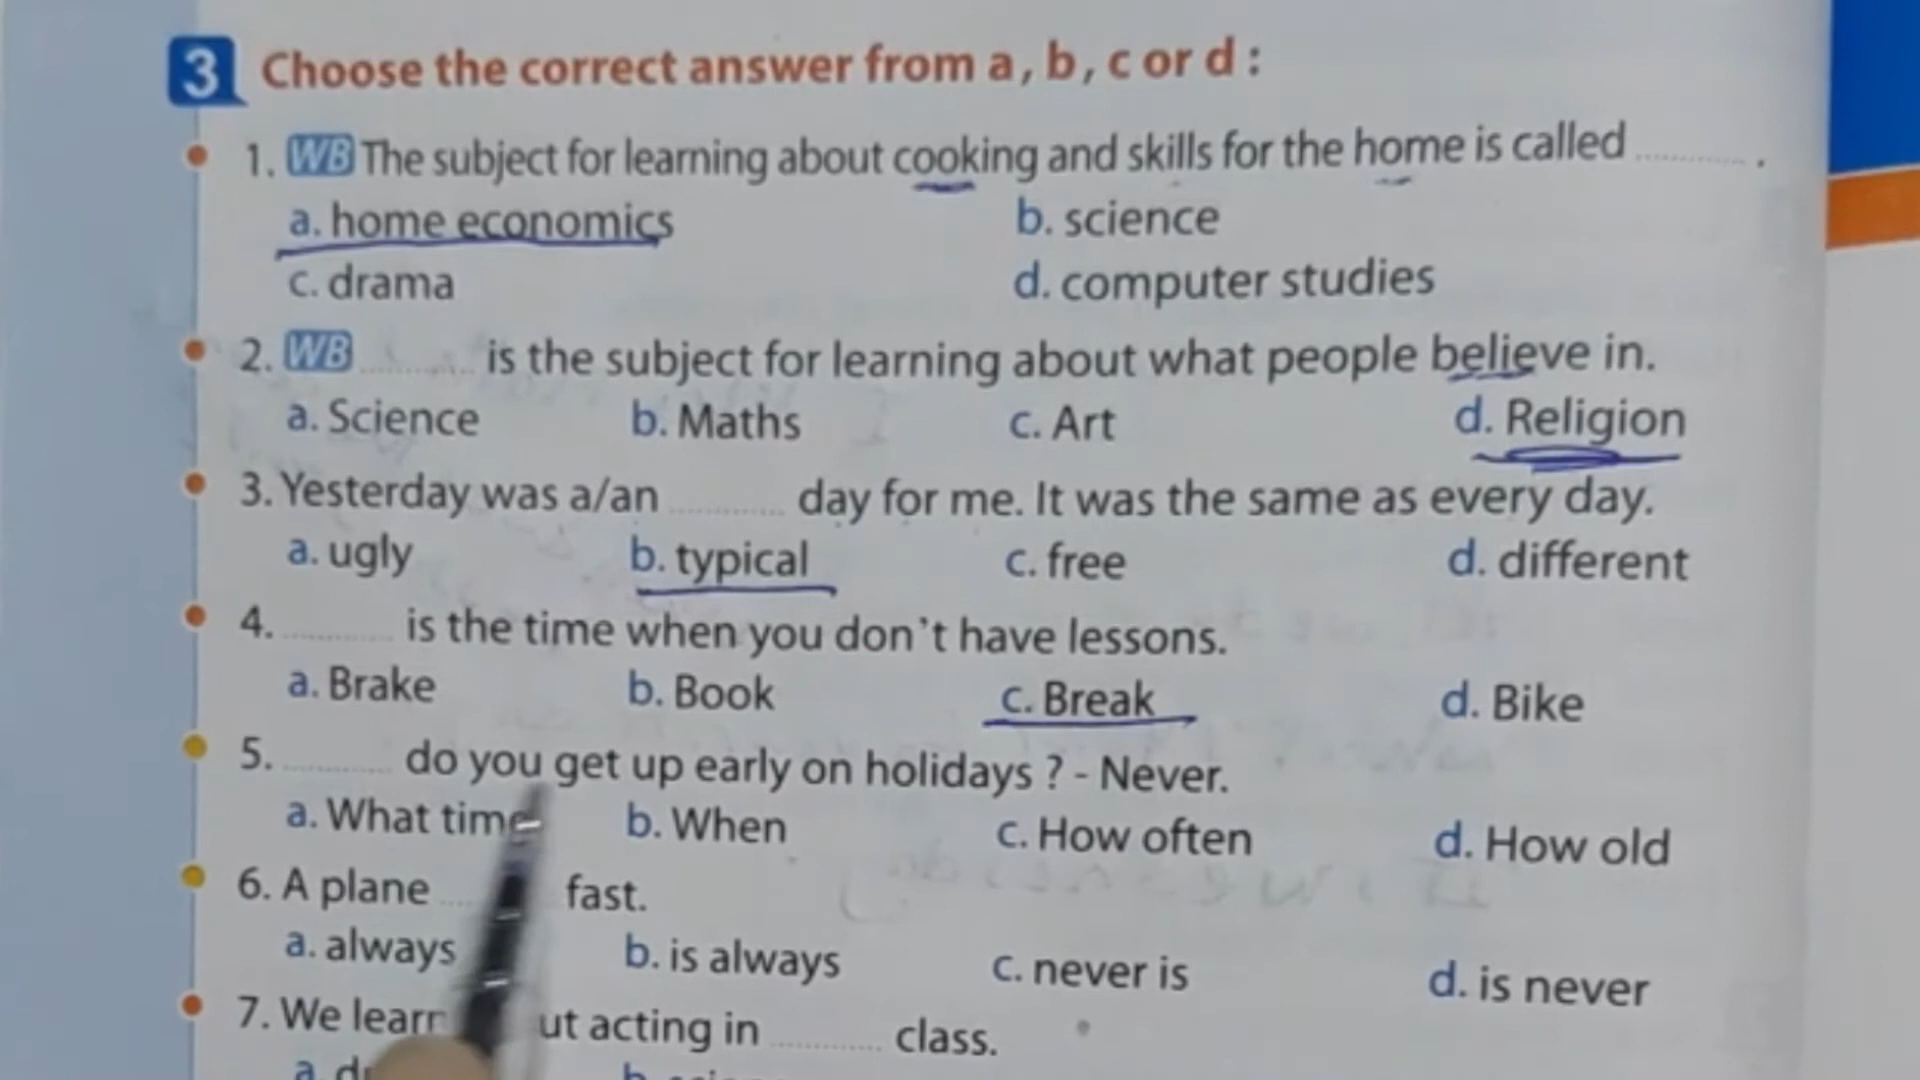 3 Choose the correct answer from a, b, c or d :
1. WB The subject for learning about cooking and skills for the home is called .......... .
a. home economics b. science
c. drama d. computer studies
2. WB .......... is the subject for learning about what people believe in.
a. Science b. Maths c. Art d. Religion
3. Yesterday was a/an .......... day for me. It was the same as every day.
a. ugly b. typical c. free d. different
4. .......... is the time when you don't have lessons.
a. Brake b. Book c. Break d. Bike
5. .......... do you get up early on holidays ? - Never.
a. What time b. When c. How often d. How old
6. A plane .......... fast.
a. always b. is always c. never is d. is never
7. We learn acting in .......... class.
a. b.